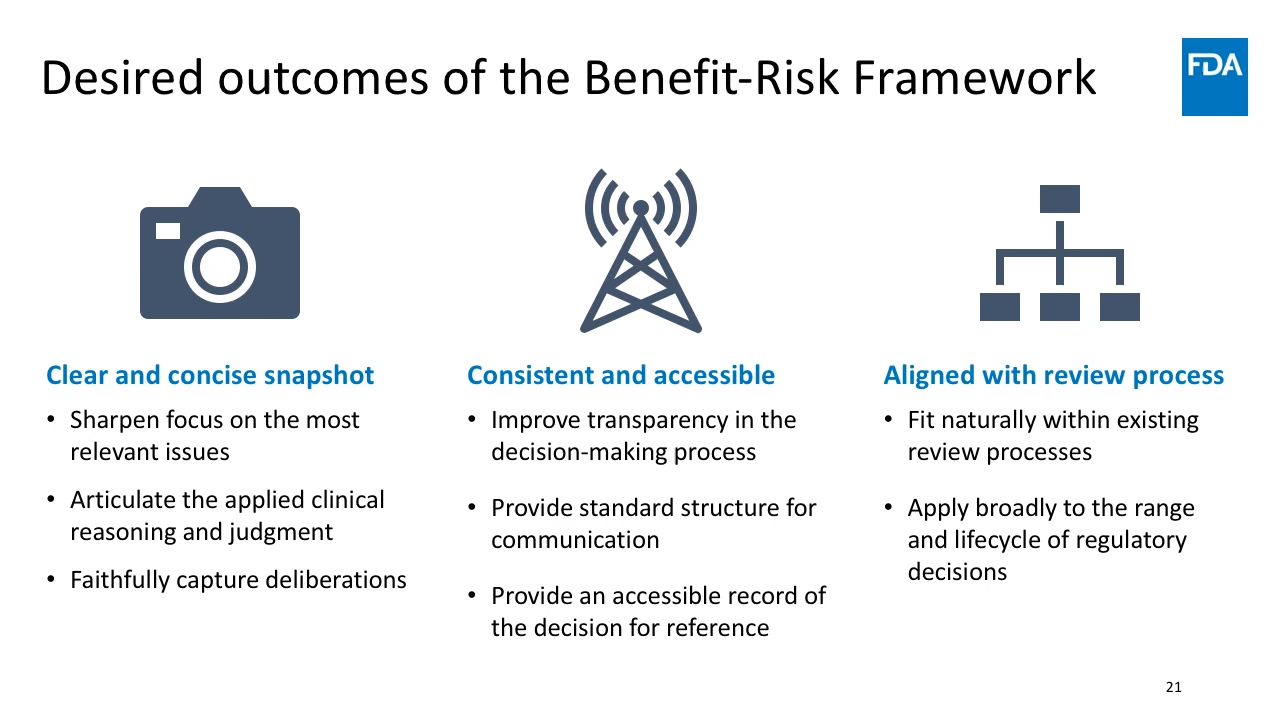 Desired outcomes of the Benefit-Risk Framework
FDA
Clear and concise snapshot
• Sharpen focus on the most
relevant issues
• Articulate the applied clinical
reasoning and judgment
• Faithfully capture deliberations
Consistent and accessible
• Improve transparency in the
decision-making process
• Provide standard structure for
communication
• Provide an accessible record of
the decision for reference
Aligned with review process
• Fit naturally within existing
review processes
• Apply broadly to the range
and lifecycle of regulatory
decisions
21